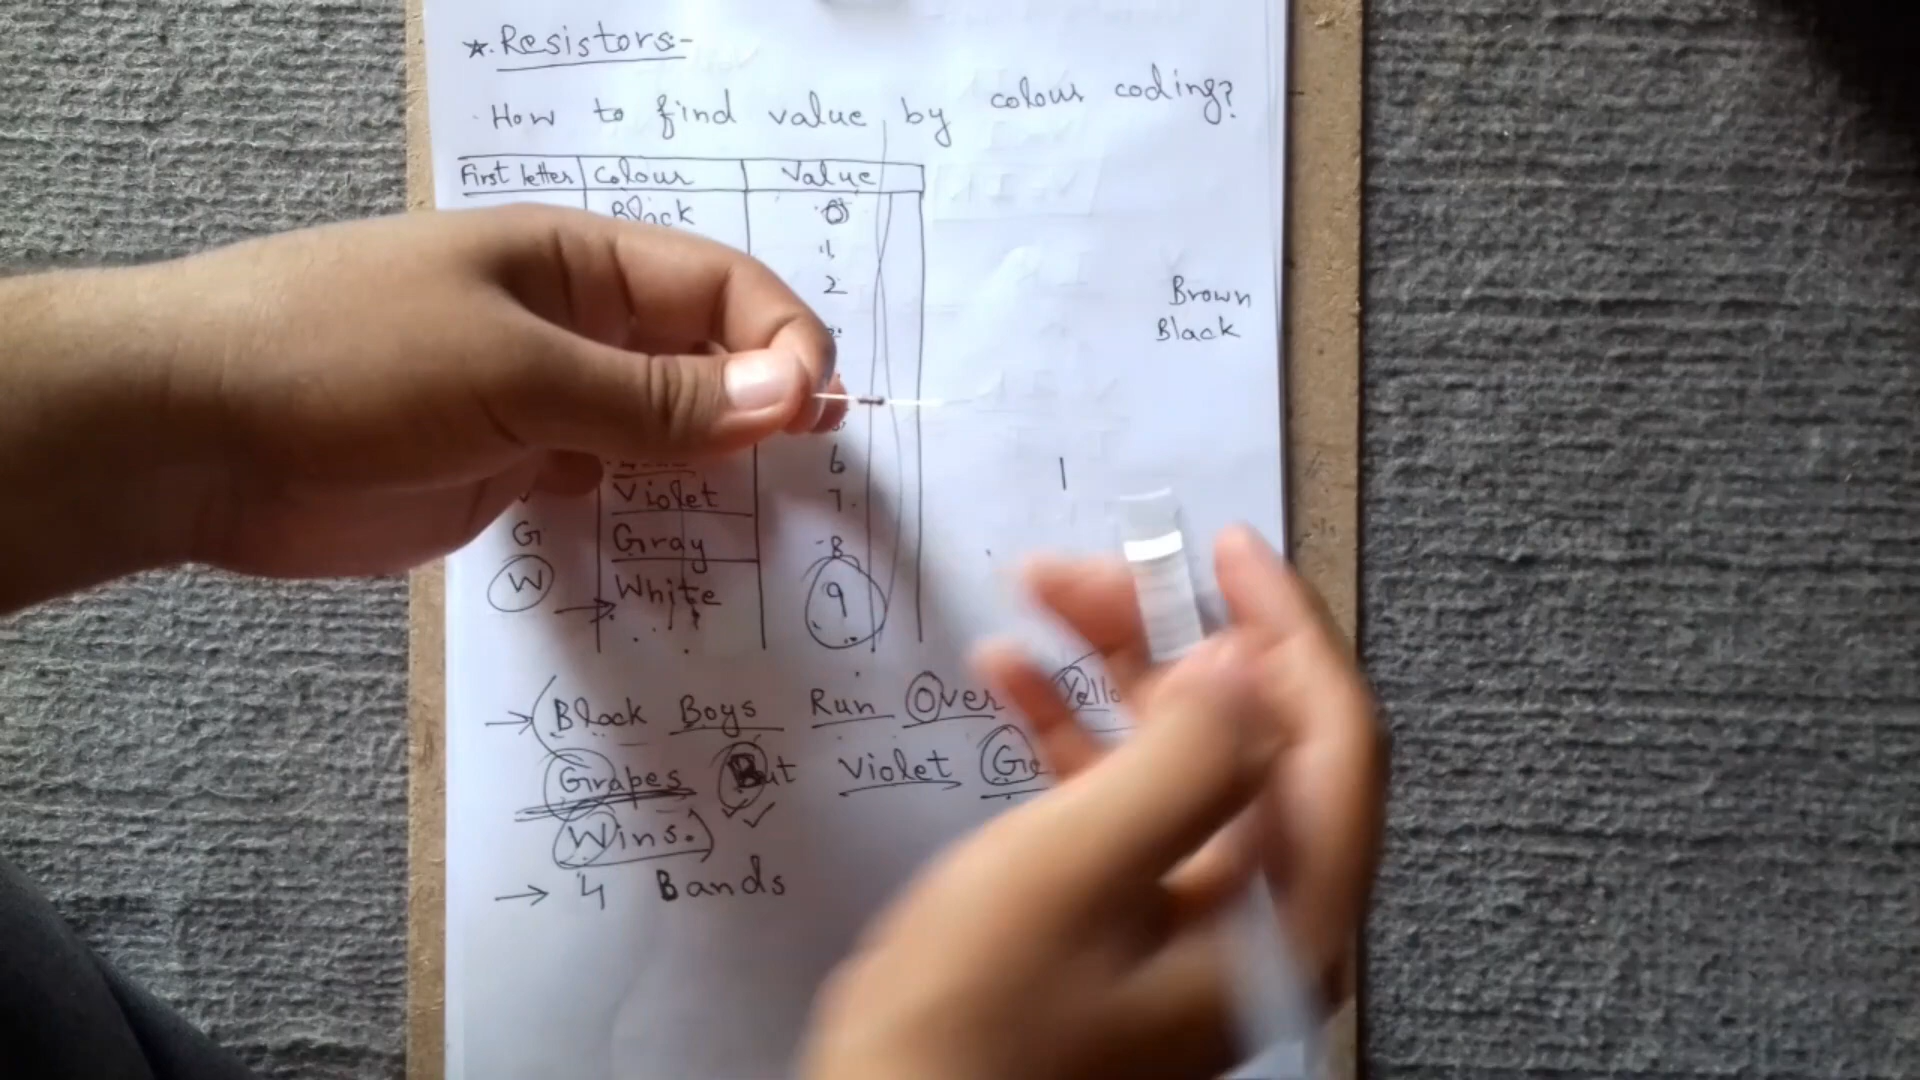 ★. Resistors:-
How to find value by colour coding?
First letter Colour Value
Black 0
1
2
Brown
Black
6
1
Violet 7.
G Gray 8
W → White 9
→ Black Boys Run Over
Grapes But Violet
Wins.
→ 4 Bands